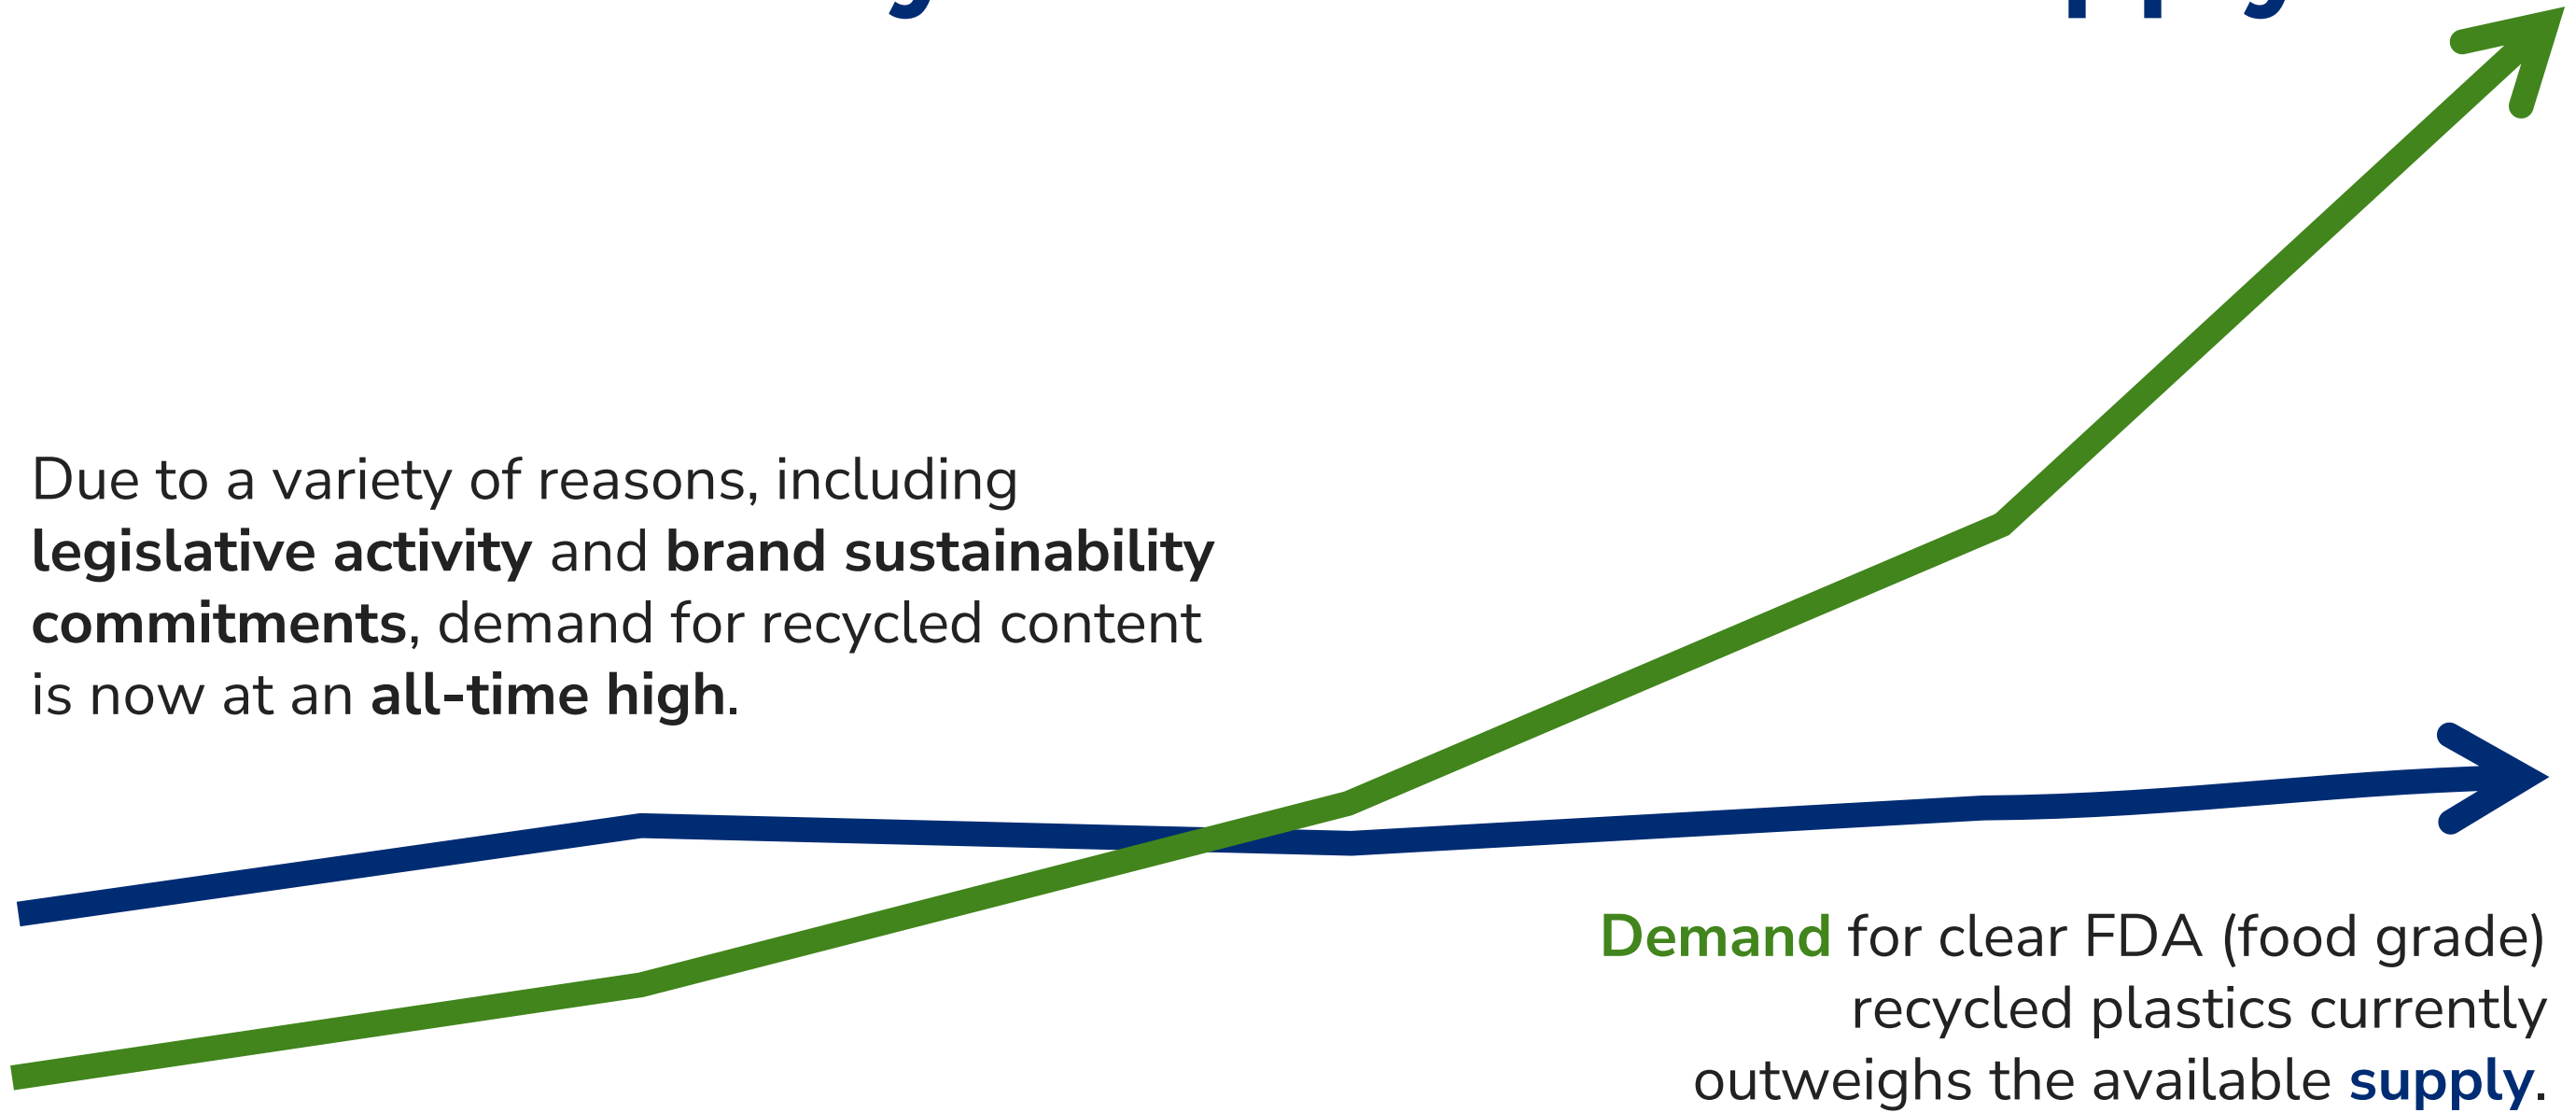 Due to a variety of reasons, including
legislative activity and brand sustainability
commitments, demand for recycled content
is now at an all-time high.
Demand for clear FDA (food grade)
recycled plastics currently
outweighs the available supply.